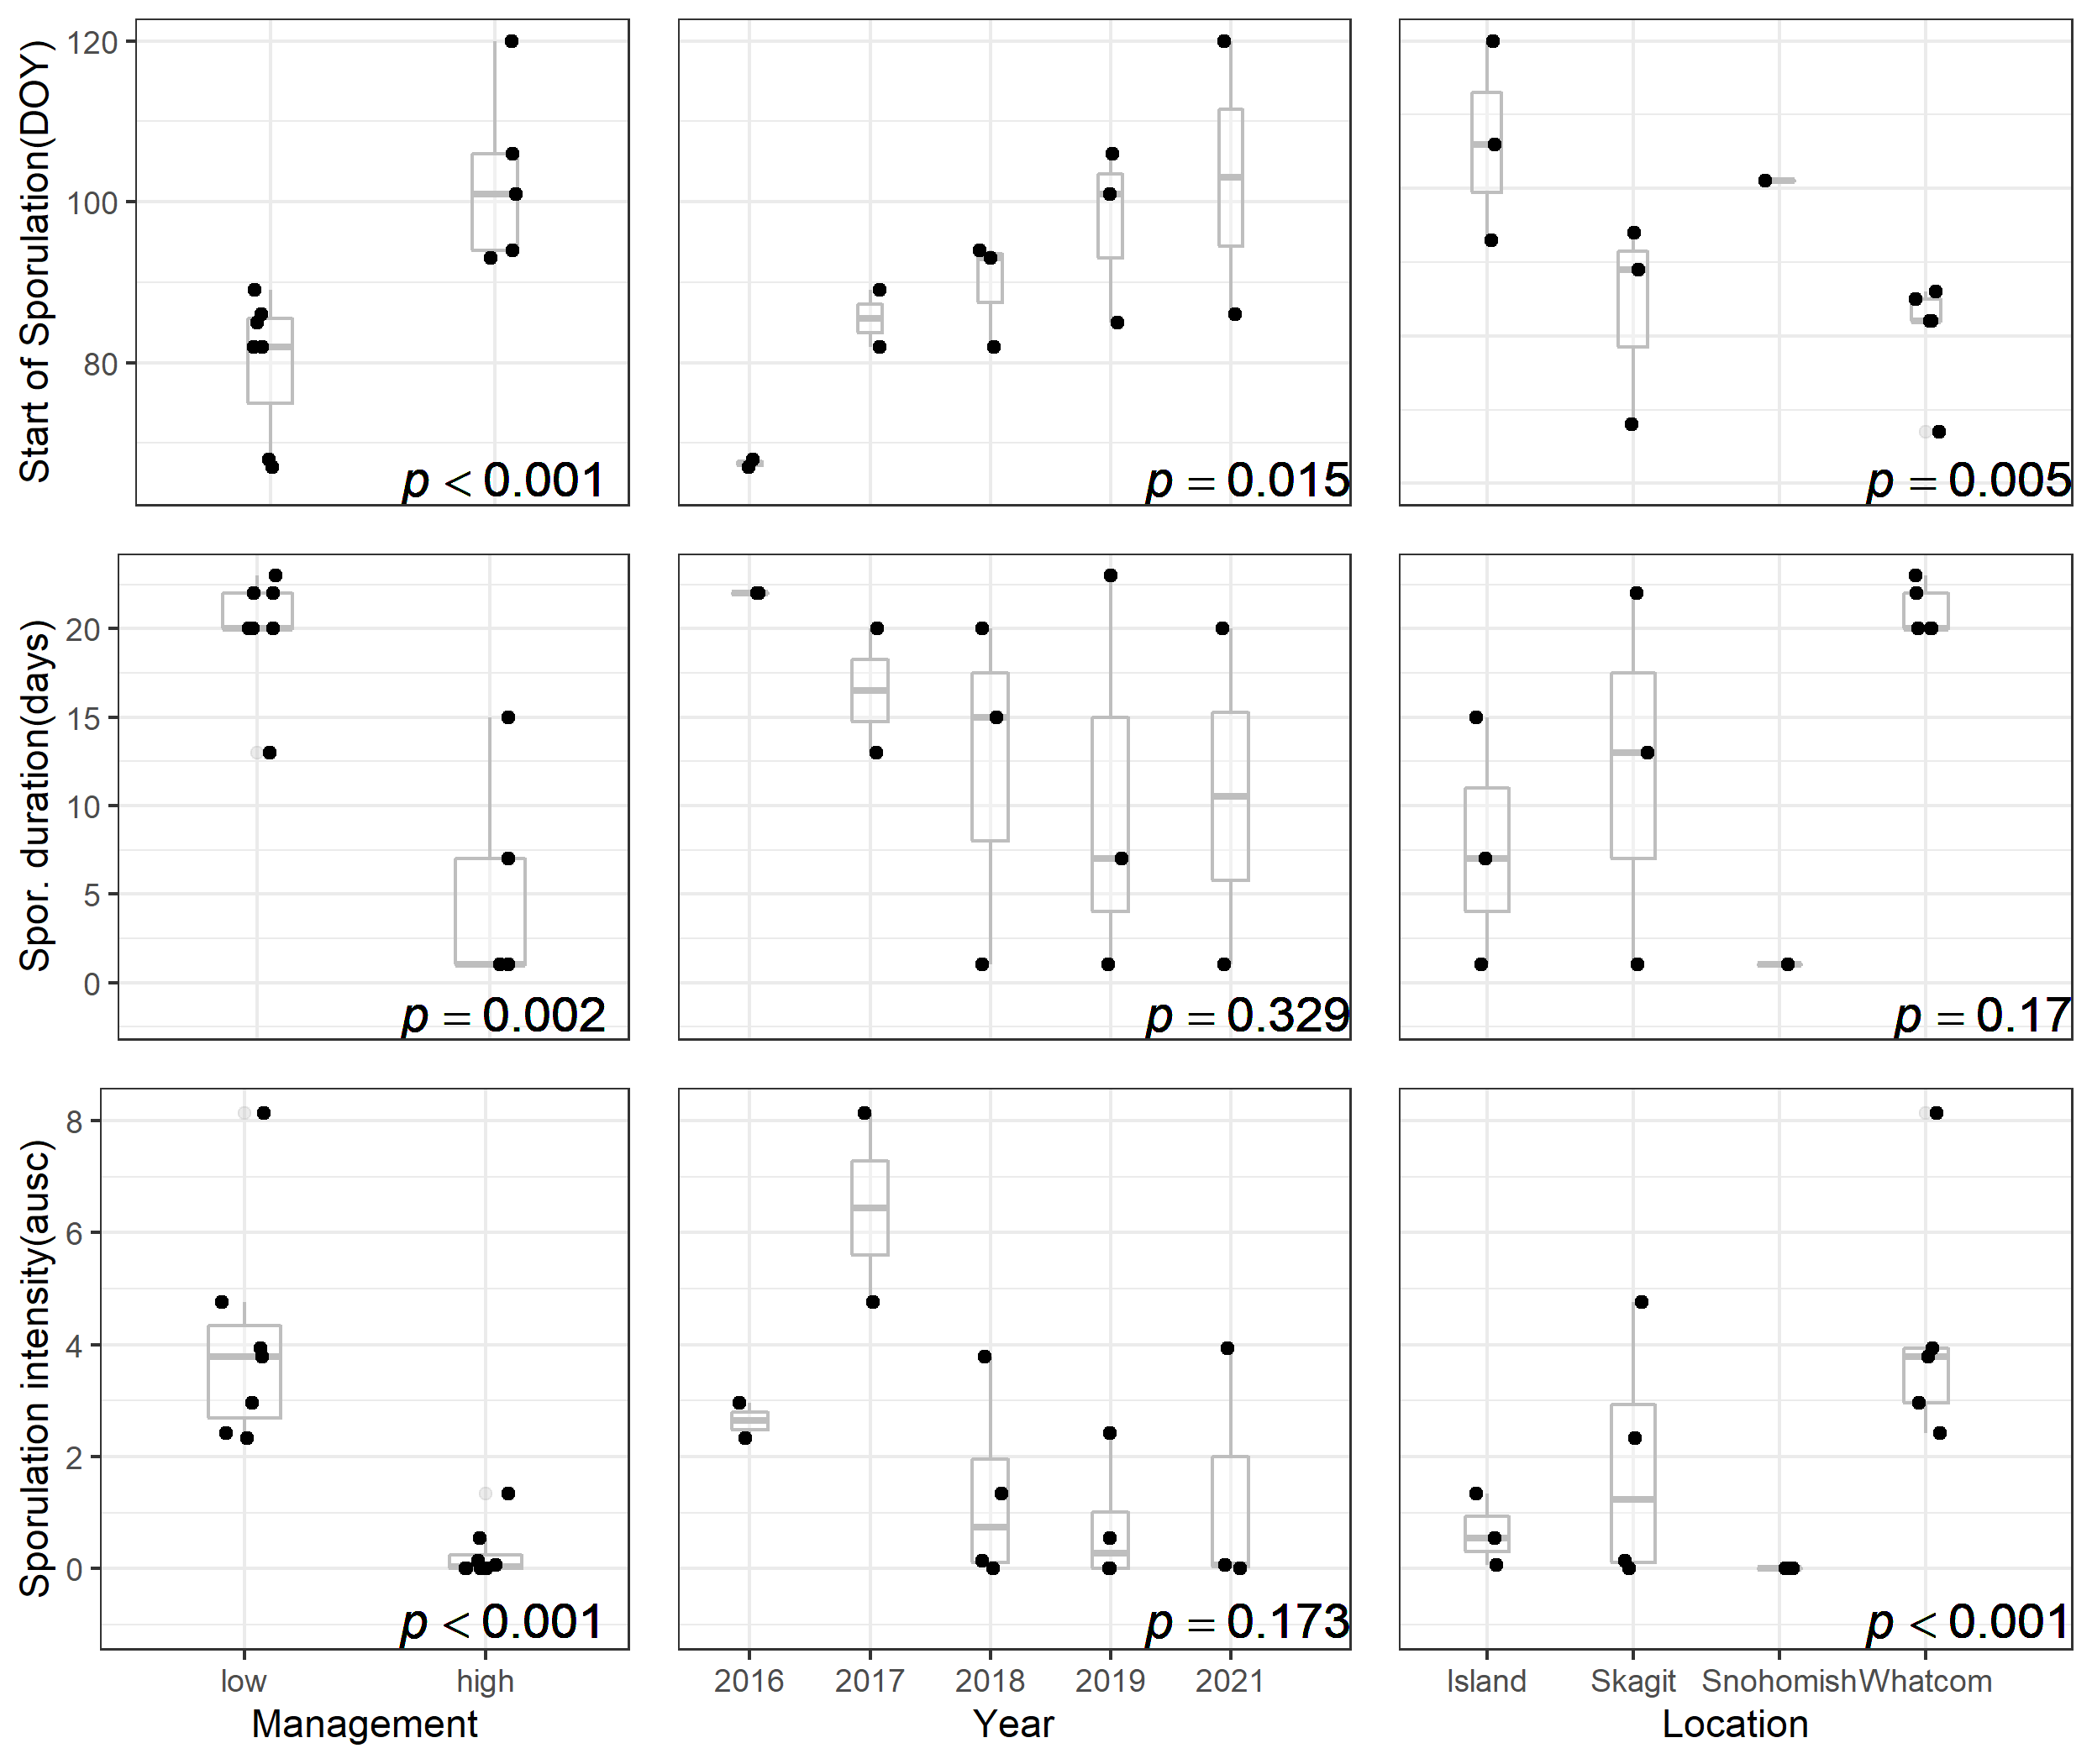 Start of Sporulation(DOY)
120
100
80
p < 0.001
p = 0.015
p = 0.005
Spor. duration(days)
20
15
10
5
0
p = 0.002
p = 0.329
p = 0.17
Sporulation intensity(ausc)
8
6
4
2
0
p < 0.001
p = 0.173
p < 0.001
low high
2016 2017 2018 2019 2021
Island Skagit Snohomish Whatcom
Management
Year
Location